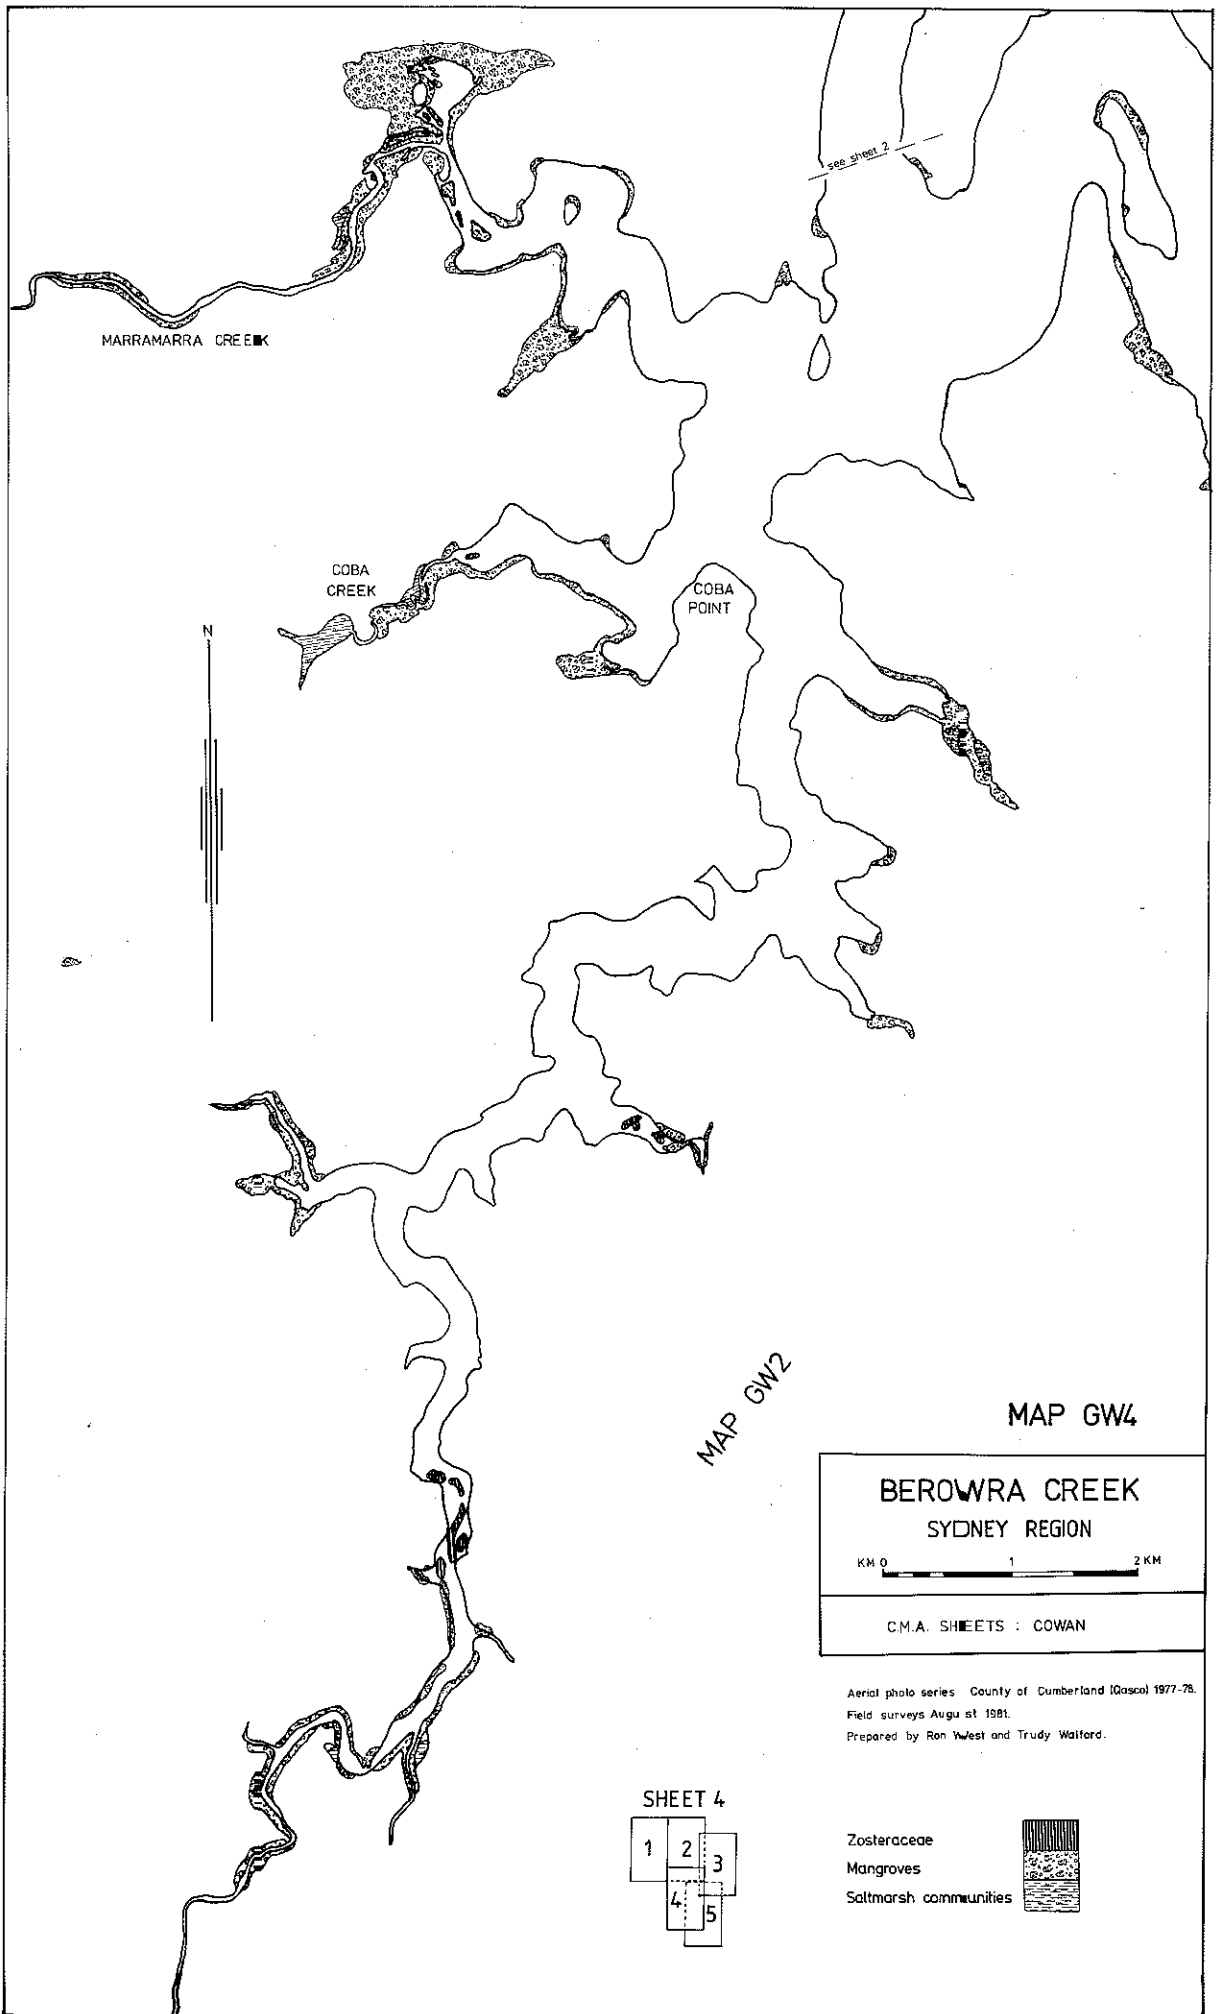 see sheet 2
MARRAMARRA CREEK
COBA
CREEK
COBA
POINT
N
MAP GW2
MAP GW4
BEROWRA CREEK
SYDNEY REGION
KM 0 1 2 KM
C.M.A. SHEETS : COWAN
Aerial photo series County of Cumberland (Qasco) 1977-78.
Field surveys August 1981.
Prepared by Ron West and Trudy Walford.
SHEET 4
1 2 3
4 5
Zosteraceae
Mangroves
Saltmarsh communities